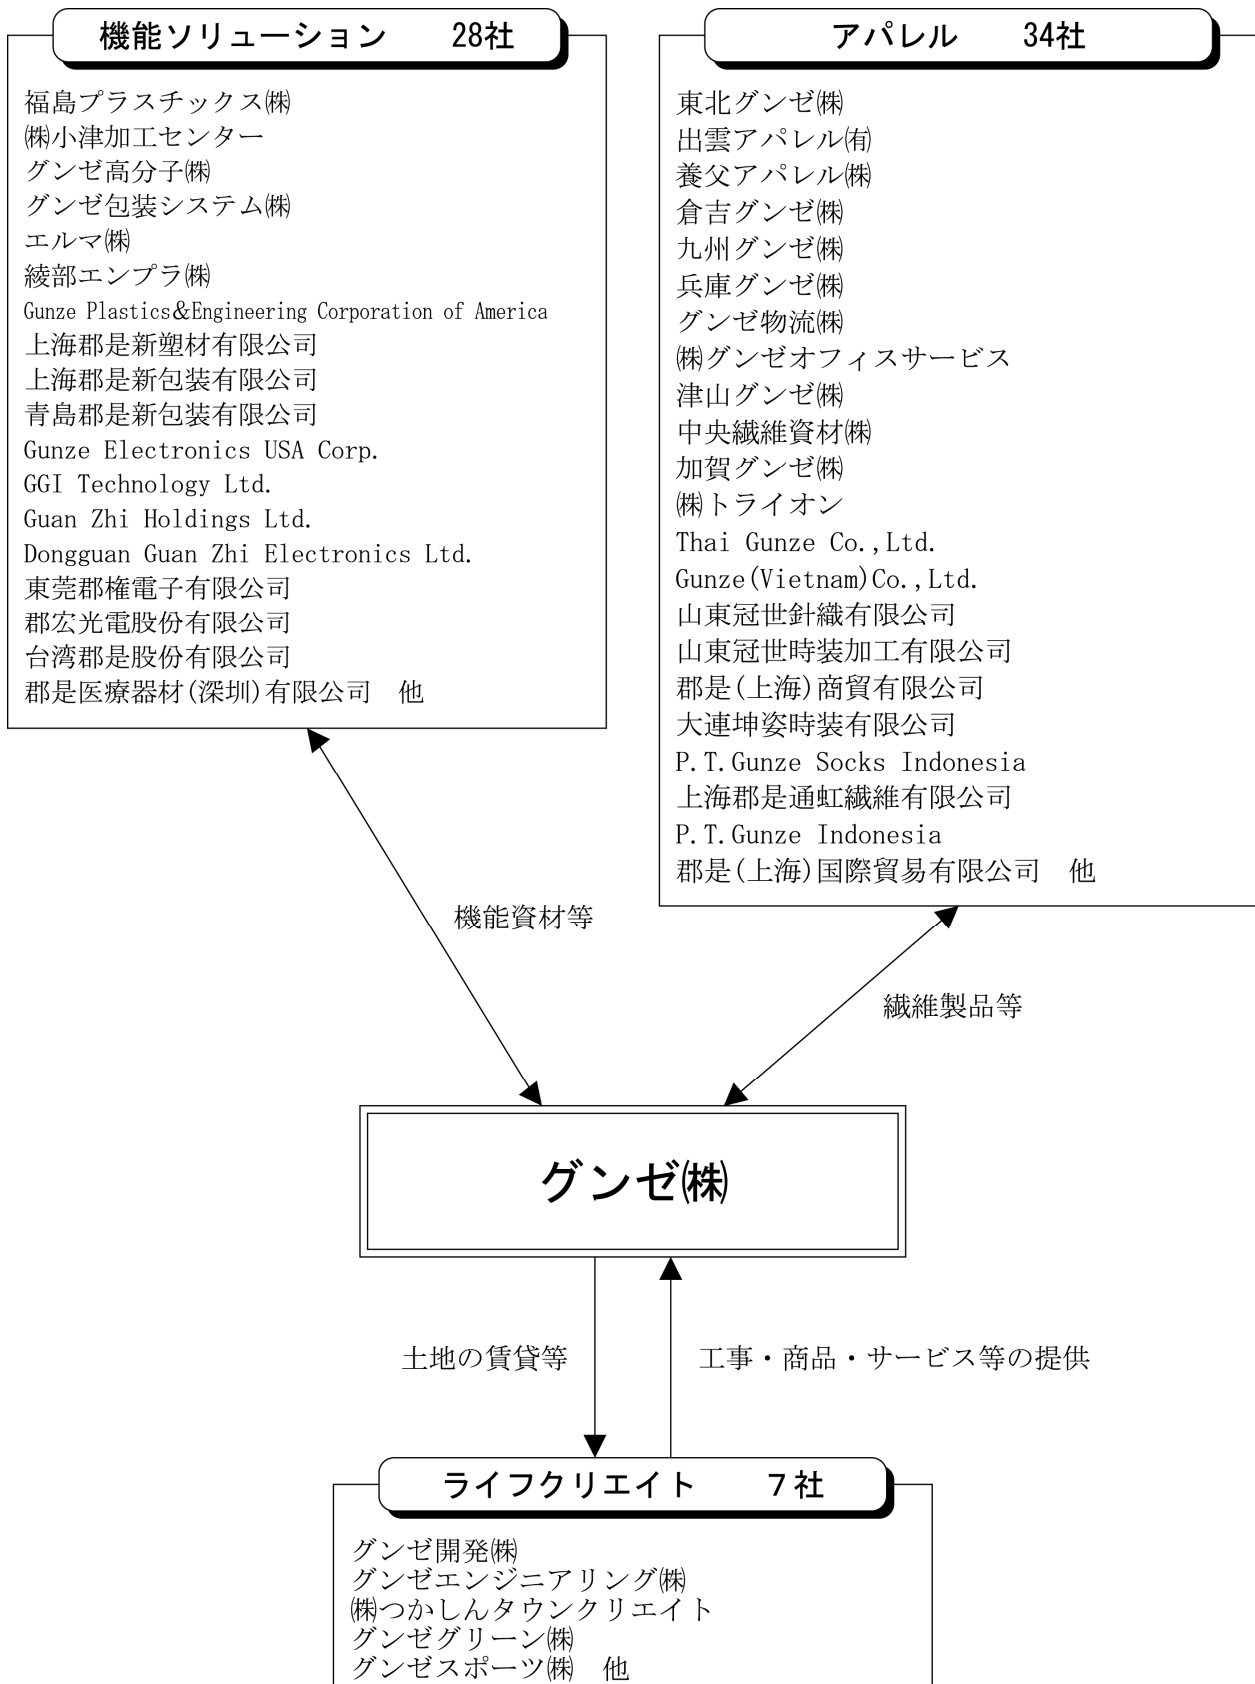 機能ソリューション　28社
福島プラスチックス㈱
㈱小津加工センター
グンゼ高分子㈱
グンゼ包装システム㈱
エルマ㈱
綾部エンプラ㈱
Gunze Plastics&Engineering Corporation of America
上海郡是新塑材有限公司
上海郡是新包装有限公司
青島郡是新包装有限公司
Gunze Electronics USA Corp.
GGI Technology Ltd.
Guan Zhi Holdings Ltd.
Dongguan Guan Zhi Electronics Ltd.
東莞郡権電子有限公司
郡宏光電股份有限公司
台湾郡是股份有限公司
郡是医療器材(深圳)有限公司　他
アパレル　34社
東北グンゼ㈱
出雲アパレル㈲
養父アパレル㈱
倉吉グンゼ㈱
九州グンゼ㈱
兵庫グンゼ㈱
グンゼ物流㈱
㈱グンゼオフィスサービス
津山グンゼ㈱
中央繊維資材㈱
加賀グンゼ㈱
㈱トライオン
Thai Gunze Co.,Ltd.
Gunze(Vietnam)Co.,Ltd.
山東冠世針織有限公司
山東冠世時装加工有限公司
郡是(上海)商貿有限公司
大連坤姿時装有限公司
P.T.Gunze Socks Indonesia
上海郡是通虹繊維有限公司
P.T.Gunze Indonesia
郡是(上海)国際貿易有限公司　他
機能資材等
繊維製品等
グンゼ㈱
土地の賃貸等
工事・商品・サービス等の提供
ライフクリエイト　７社
グンゼ開発㈱
グンゼエンジニアリング㈱
㈱つかしんタウンクリエイト
グンゼグリーン㈱
グンゼスポーツ㈱　他